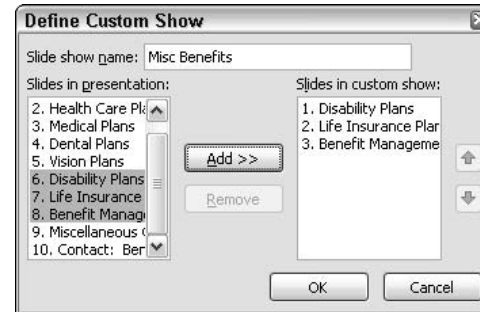 Define Custom Show
Slide show name: Misc Benefits
Slides in presentation:
Slides in custom show:
2. Health Care Pla
3. Medical Plans
4. Dental Plans
5. Vision Plans
6. Disability Plans
7. Life Insurance
8. Benefit Manag
9. Miscellaneous
10. Contact: Ber
Add >>
Remove
1. Disability Plans
2. Life Insurance Plar
3. Benefit Manageme
OK
Cancel